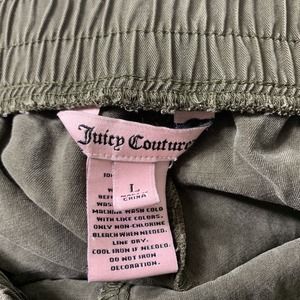 Juicy Couture
L
CHINA
MACHINE WASH COLD
WITH LIKE COLORS.
ONLY NON-CHLORINE
BLEACH WHEN NEEDED.
LINE DRY.
COOL IRON IF NEEDED.
DO NOT IRON
DECORATION.